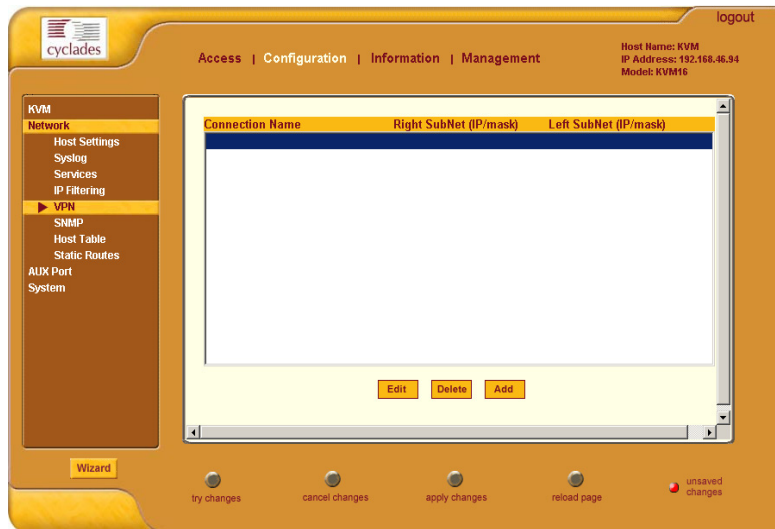 logout
cyclades
Access | Configuration | Information | Management
Host Name: KVM
IP Address: 192.168.46.94
Model: KVM16
KVM
Network
Host Settings
Syslog
Services
IP Filtering
VPN
SNMP
Host Table
Static Routes
AUX Port
System
Connection Name Right SubNet (IP/mask) Left SubNet (IP/mask)
Edit Delete Add
Wizard
try changes cancel changes apply changes reload page unsaved changes